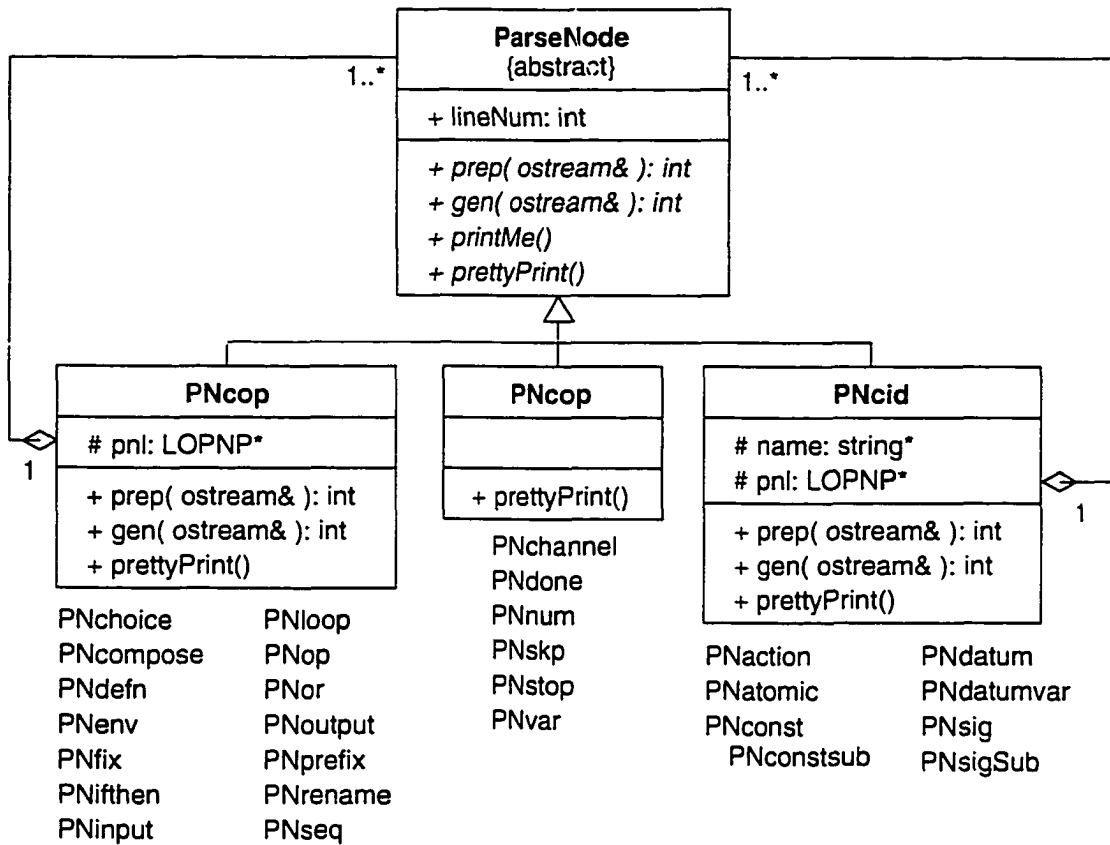 ParseNode
{abstract}
1..*
1..*
+ lineNum: int
+ prep( ostream& ): int
+ gen( ostream& ): int
+ printMe()
+ prettyPrint()
PNcop
# pnl: LOPNP*
1
+ prep( ostream& ): int
+ gen( ostream& ): int
+ prettyPrint()
PNchoice
PNcompose
PNdefn
PNenv
PNfix
PNifthen
PNinput
PNloop
PNop
PNor
PNoutput
PNprefix
PNrename
PNseq
PNcop
+ prettyPrint()
PNchannel
PNdone
PNnum
PNskp
PNstop
PNvar
PNcid
# name: string*
# pnl: LOPNP*
1
+ prep( ostream& ): int
+ gen( ostream& ): int
+ prettyPrint()
PNaction
PNatomic
PNconst
PNconstsub
PNdatum
PNdatumvar
PNsig
PNsigSub